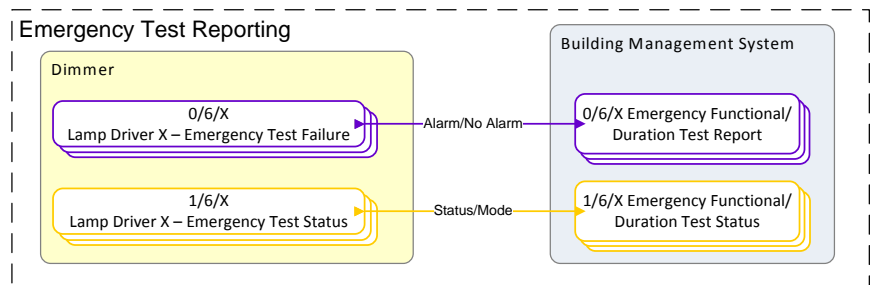 Emergency Test Reporting
Dimmer
0/6/X
Lamp Driver X – Emergency Test Failure
1/6/X
Lamp Driver X – Emergency Test Status
Alarm/No Alarm
Status/Mode
Building Management System
0/6/X Emergency Functional/
Duration Test Report
1/6/X Emergency Functional/
Duration Test Status